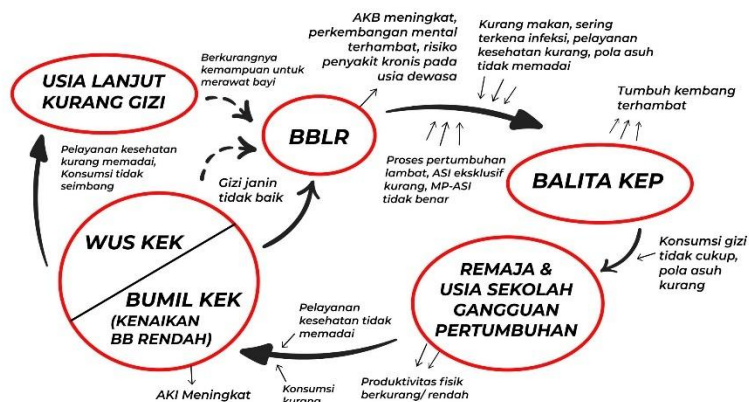 AKB meningkat,
perkembangan mental
terhambat, risiko
penyakit kronis pada
usia dewasa
Kurang makan, sering
terkena infeksi, pelayanan
kesehatan kurang, pola asuh
tidak memadai
Berkurangnya
kemampuan untuk
merawat bayi
USIA LANJUT
KURANG GIZI
Tumbuh kembang
terhambat
BBLR
Pelayanan kesehatan
kurang memadai,
Konsumsi tidak
seimbang
Gizi janin
tidak baik
Proses pertumbuhan
lambat, ASI eksklusif
kurang, MP-ASI
tidak benar
BALITA KEP
WUS KEK
BUMIL KEK
(KENAIKAN
BB RENDAH)
Konsumsi gizi
tidak cukup,
pola asuh
kurang
REMAJA &
USIA SEKOLAH
GANGGUAN
PERTUMBUHAN
Pelayanan
kesehatan tidak
memadai
AKI Meningkat
Konsumsi
kurang
Produktivitas fisik
berkurang/ rendah